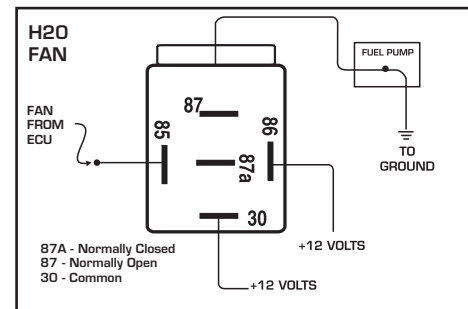 H20
FAN
FUEL PUMP
87
FAN
FROM
ECU
85
86
87a
TO
GROUND
30
+12 VOLTS
87A - Normally Closed
87 - Normally Open
30 - Common
+12 VOLTS